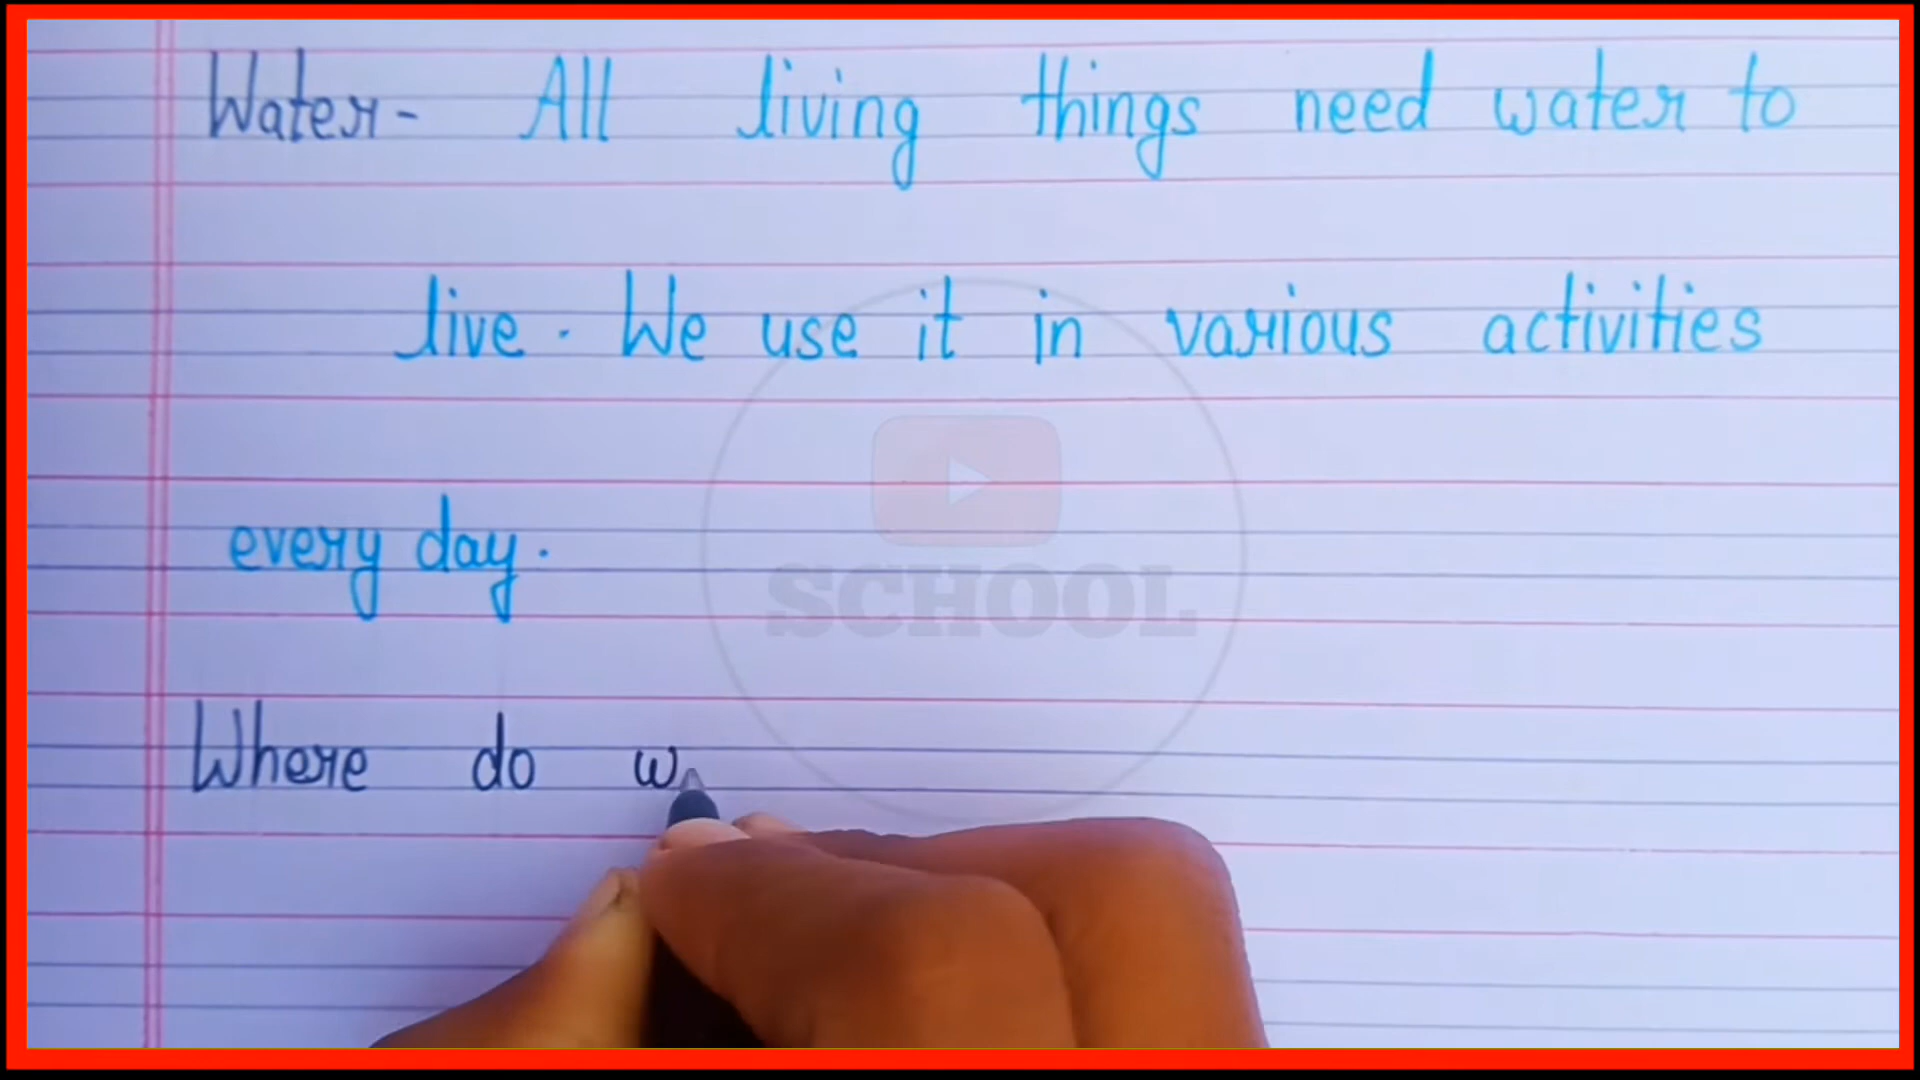 Water- All living things need water to
live. We use it in various activities
every day.
SCHOOL
Where do w